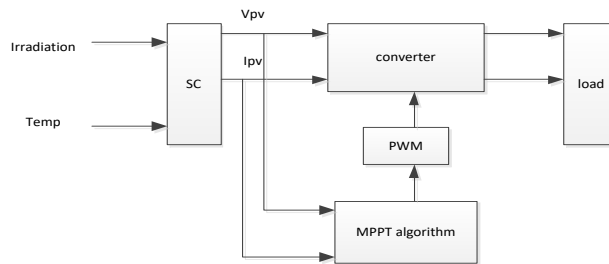 Vpv
Irradiation
Ipv
converter
SC
load
Temp
PWM
MPPT algorithm